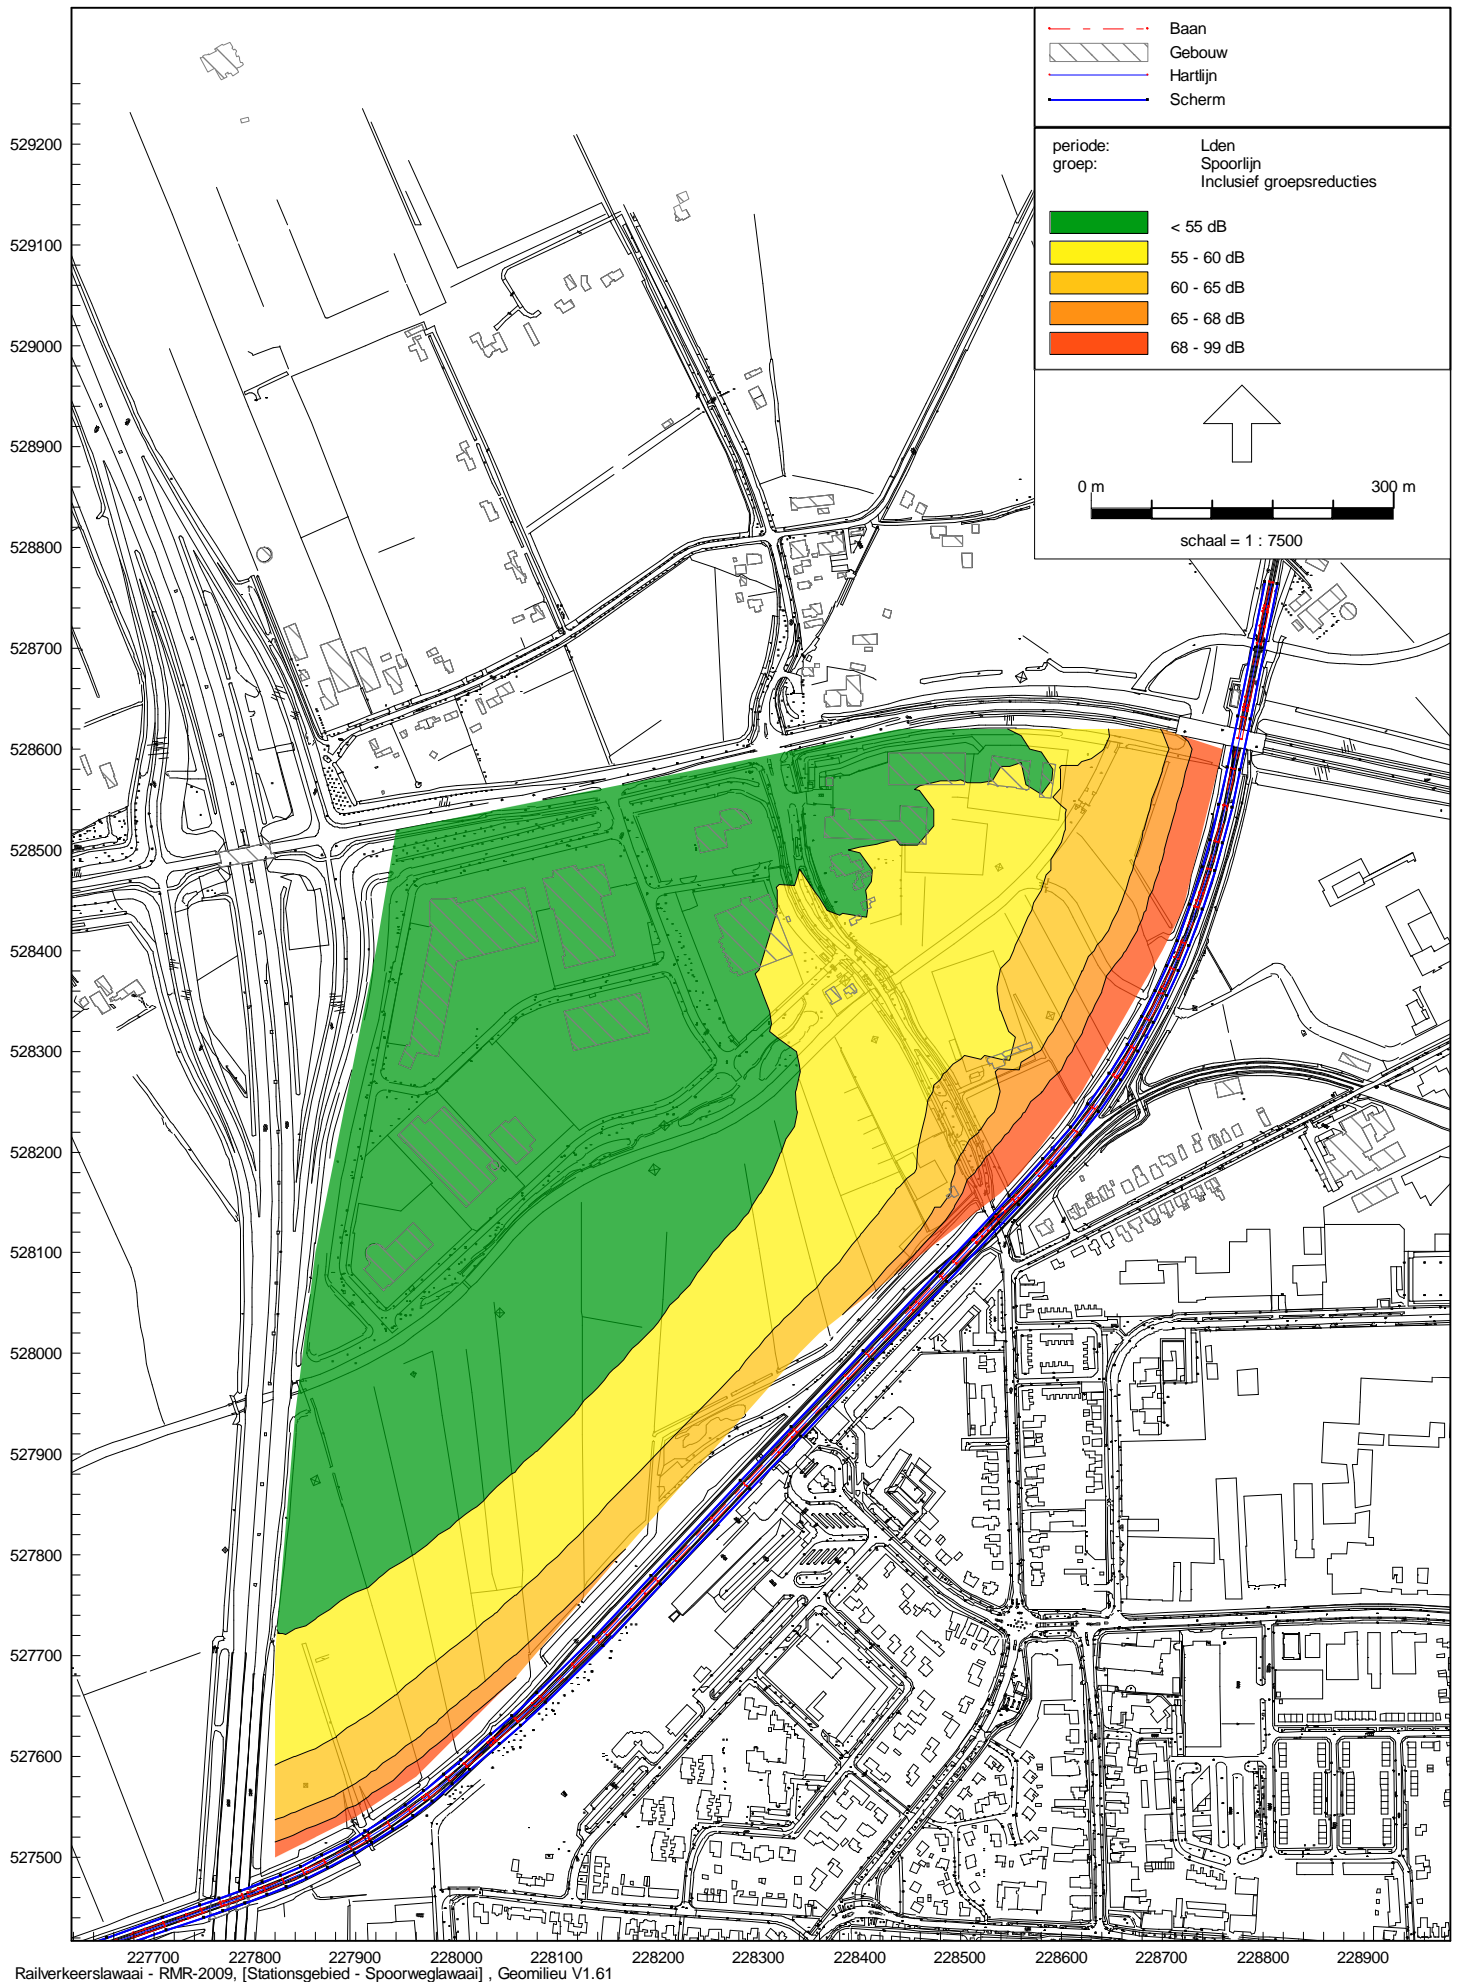 Baan
Gebouw
Hartlijn
Scherm
periode: Lden
groep: Spoorlijn
Inclusief groepsreducties
< 55 dB
55 - 60 dB
60 - 65 dB
65 - 68 dB
68 - 99 dB
0 m 300 m
schaal = 1 : 7500
529200
529100
529000
528900
528800
528700
528600
528500
528400
528300
528200
528100
528000
527900
527800
527700
527600
527500
227700 227800 227900 228000 228100 228200 228300 228400 228500 228600 228700 228800 228900
Railverkeerslawaai - RMR-2009, [Stationsgebied - Spoorweglawaai] , Geomilieu V1.61